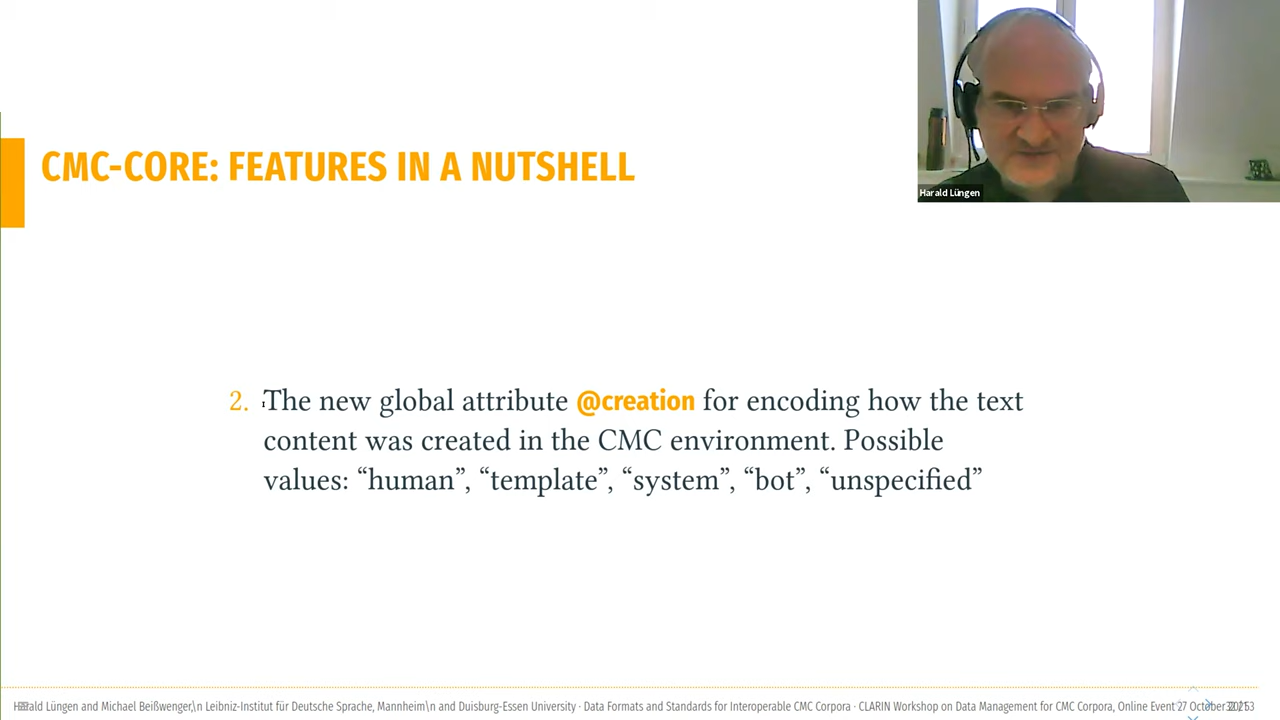 CMC-CORE: FEATURES IN A NUTSHELL
Harald Lüngen
2. The new global attribute @creation for encoding how the text
content was created in the CMC environment. Possible
values: “human”, “template”, “system”, “bot”, “unspecified”
Harald Lüngen and Michael Beißwenger,\n Leibniz-Institut für Deutsche Sprache, Mannheim\n and Duisburg-Essen University · Data Formats and Standards for Interoperable CMC Corpora · CLARIN Workshop on Data Management for CMC Corpora, Online Event 27 October